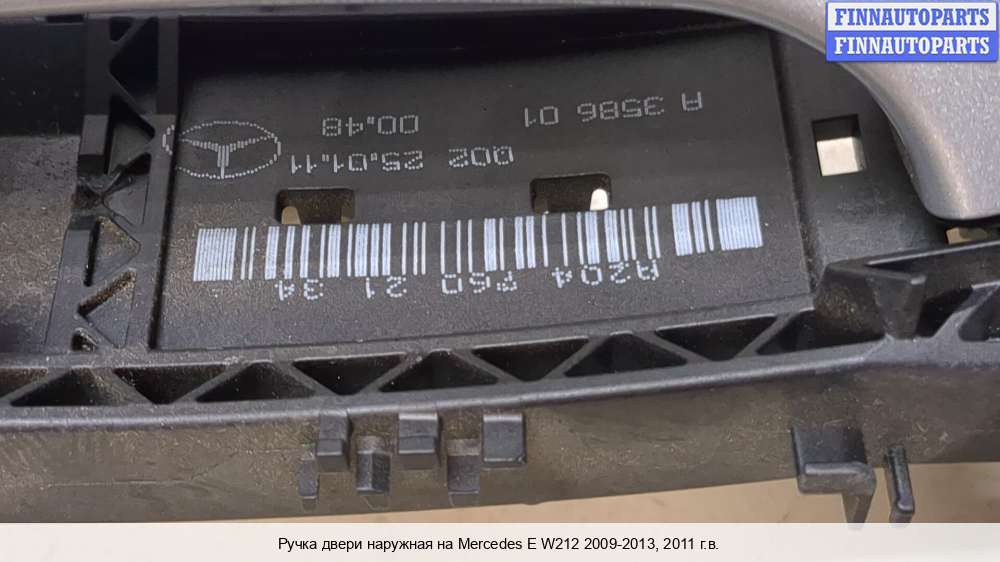 FINNAUTOPARTS
FINNAUTOPARTS
A204 760 21 34
002 25.01.11
A 3586 01 00.48
Ручка двери наружная на Mercedes E W212 2009-2013, 2011 г.в.